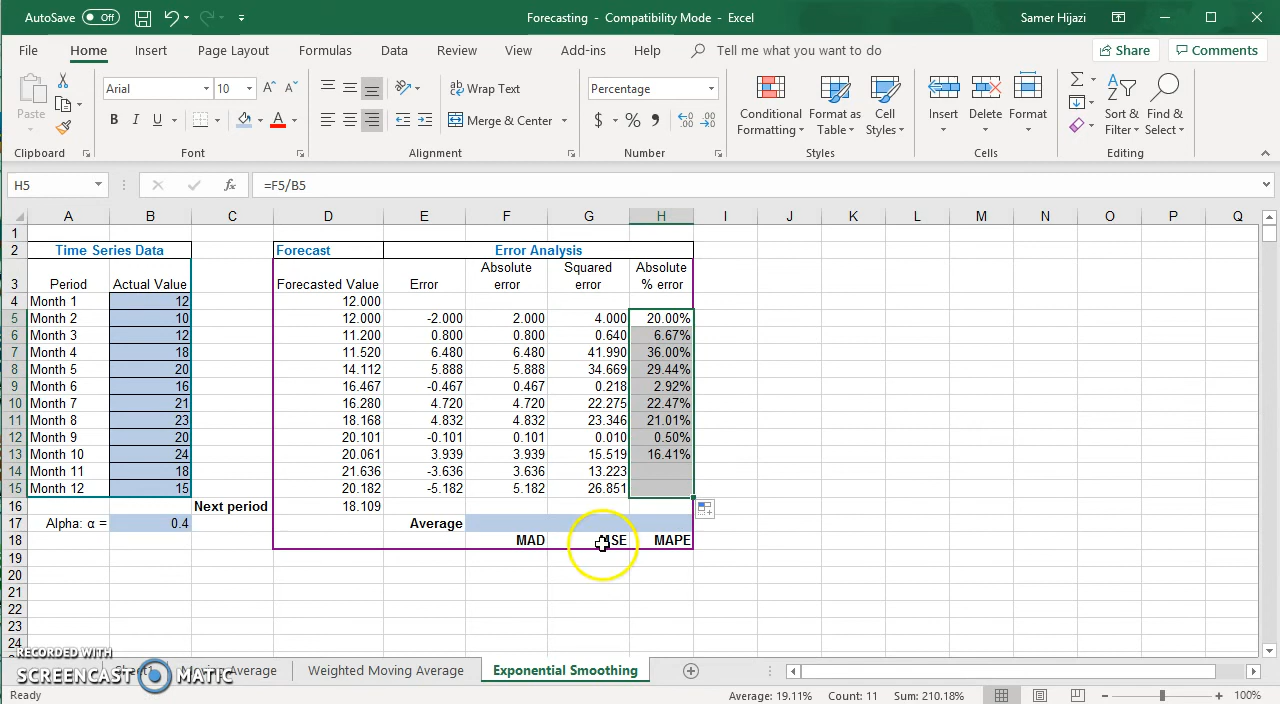 AutoSave Off Forecasting - Compatibility Mode - Excel Samer Hijazi
File Home Insert Page Layout Formulas Data Review View Add-ins Help Tell me what you want to do Share Comments
Paste Arial 10 Wrap Text Percentage Conditional Formatting Format as Table Cell Styles Insert Delete Format Sort & Filter Find & Select
B I U A Merge & Center $ % ,
Clipboard Font Alignment Number Styles Cells Editing
H5 fx =F5/B5
A B C D E F G H I J K L M N O P Q
1
2 Time Series Data Forecast Error Analysis
3 Period Actual Value Forecasted Value Error Absolute error Squared error Absolute % error
4 Month 1 12 12.000
5 Month 2 10 12.000 -2.000 2.000 4.000 20.00%
6 Month 3 12 11.200 0.800 0.800 0.640 6.67%
7 Month 4 18 11.520 6.480 6.480 41.990 36.00%
8 Month 5 20 14.112 5.888 5.888 34.669 29.44%
9 Month 6 16 16.467 -0.467 0.467 0.218 2.92%
10 Month 7 21 16.280 4.720 4.720 22.275 22.47%
11 Month 8 23 18.168 4.832 4.832 23.346 21.01%
12 Month 9 20 20.101 -0.101 0.101 0.010 0.50%
13 Month 10 24 20.061 3.939 3.939 15.519 16.41%
14 Month 11 18 21.636 -3.636 3.636 13.223
15 Month 12 15 20.182 -5.182 5.182 26.851
16 Next period 18.109
17 Alpha: α = 0.4 Average
18 MAD MSE MAPE
19
20
21
22
23
24
RECORDED WITH
SCREENCAST MATIC
Moving Average Weighted Moving Average Exponential Smoothing
Ready Average: 19.11% Count: 11 Sum: 210.18% 100%